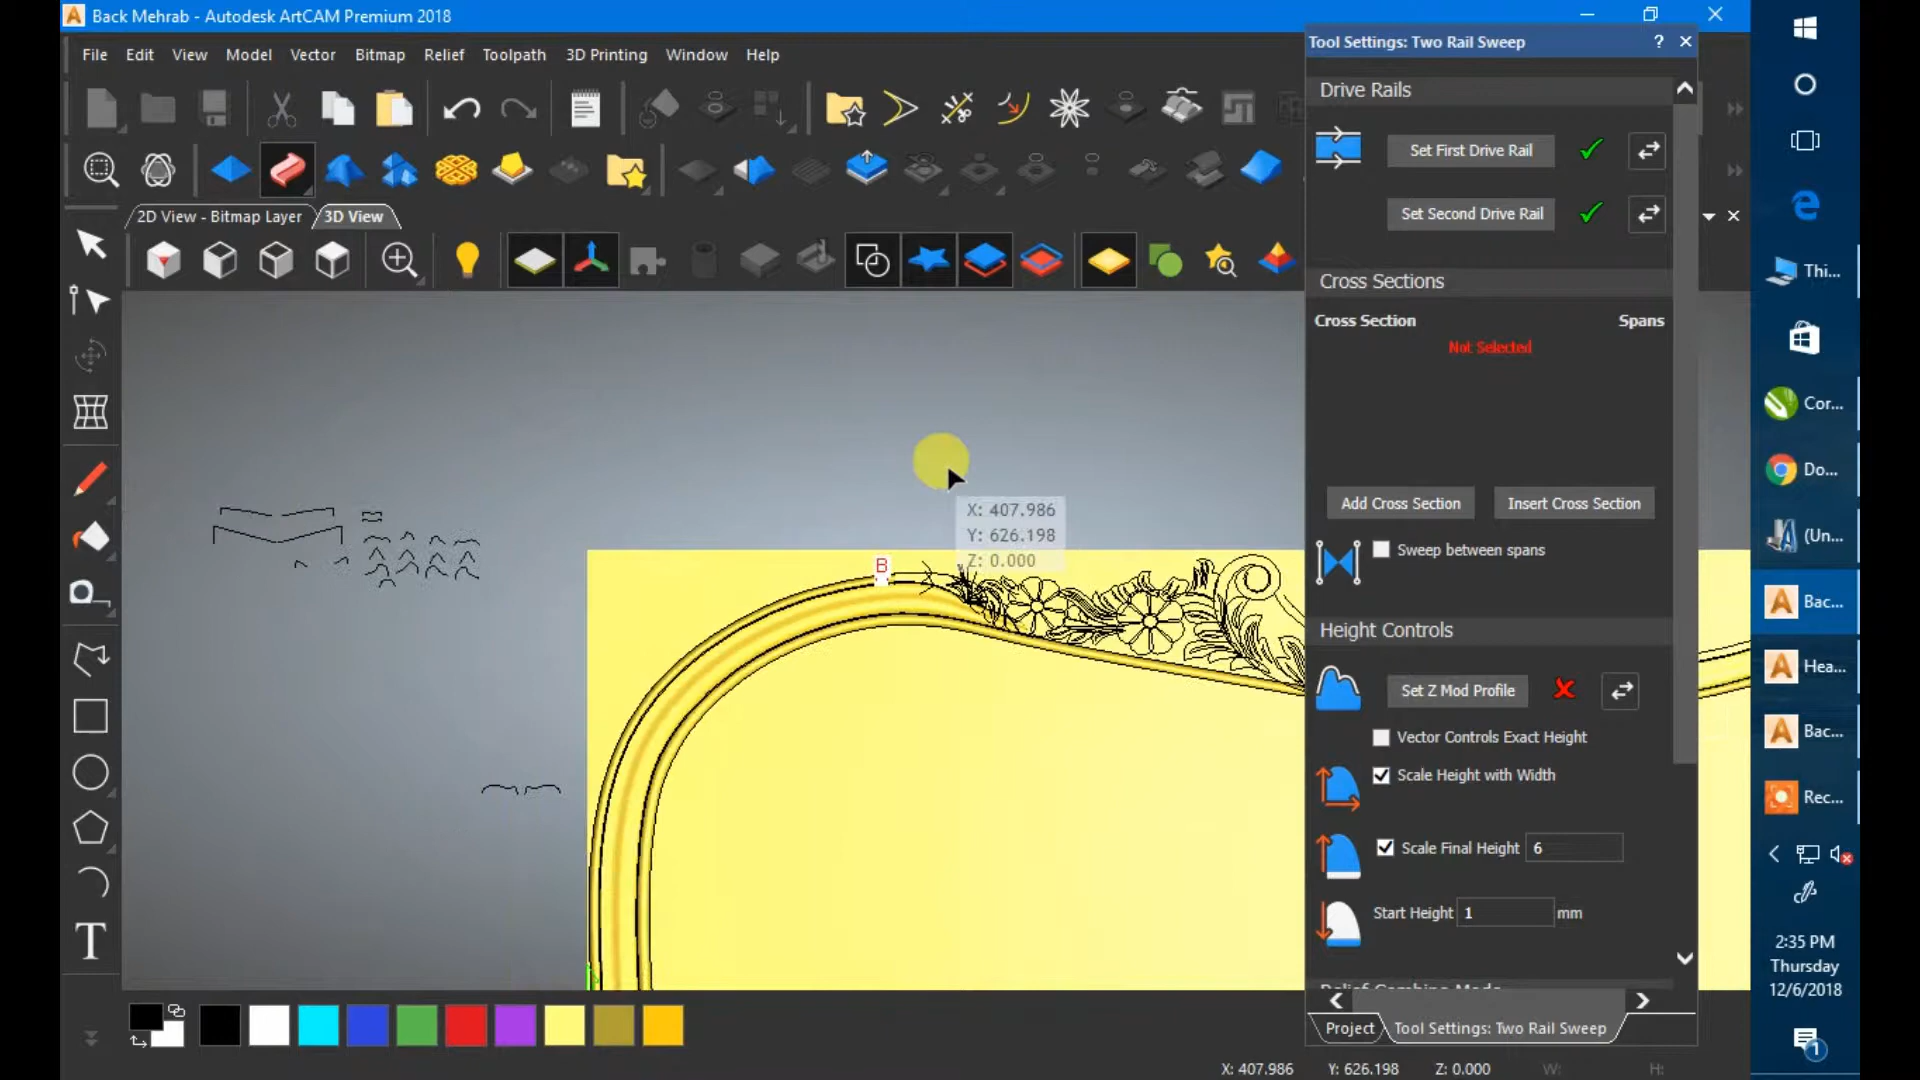 Back Mehrab - Autodesk ArtCAM Premium 2018
File Edit View Model Vector Bitmap Relief Toolpath 3D Printing Window Help
2D View - Bitmap Layer
3D View
B
X: 407.986
Y: 626.198
Z: 0.000
T
Tool Settings: Two Rail Sweep
?
Drive Rails
Set First Drive Rail
Set Second Drive Rail
Cross Sections
Cross Section Spans
Not Selected
Add Cross Section Insert Cross Section
Sweep between spans
Height Controls
Set Z Mod Profile
Vector Controls Exact Height
Scale Height with Width
Scale Final Height 6
Start Height 1 mm
Project Tool Settings: Two Rail Sweep
X: 407.986 Y: 626.198 Z: 0.000 W: H:
Thi...
Cor...
Do...
(Un...
Bac...
Hea...
Bac...
Rec...
2:35 PM
Thursday
12/6/2018
1